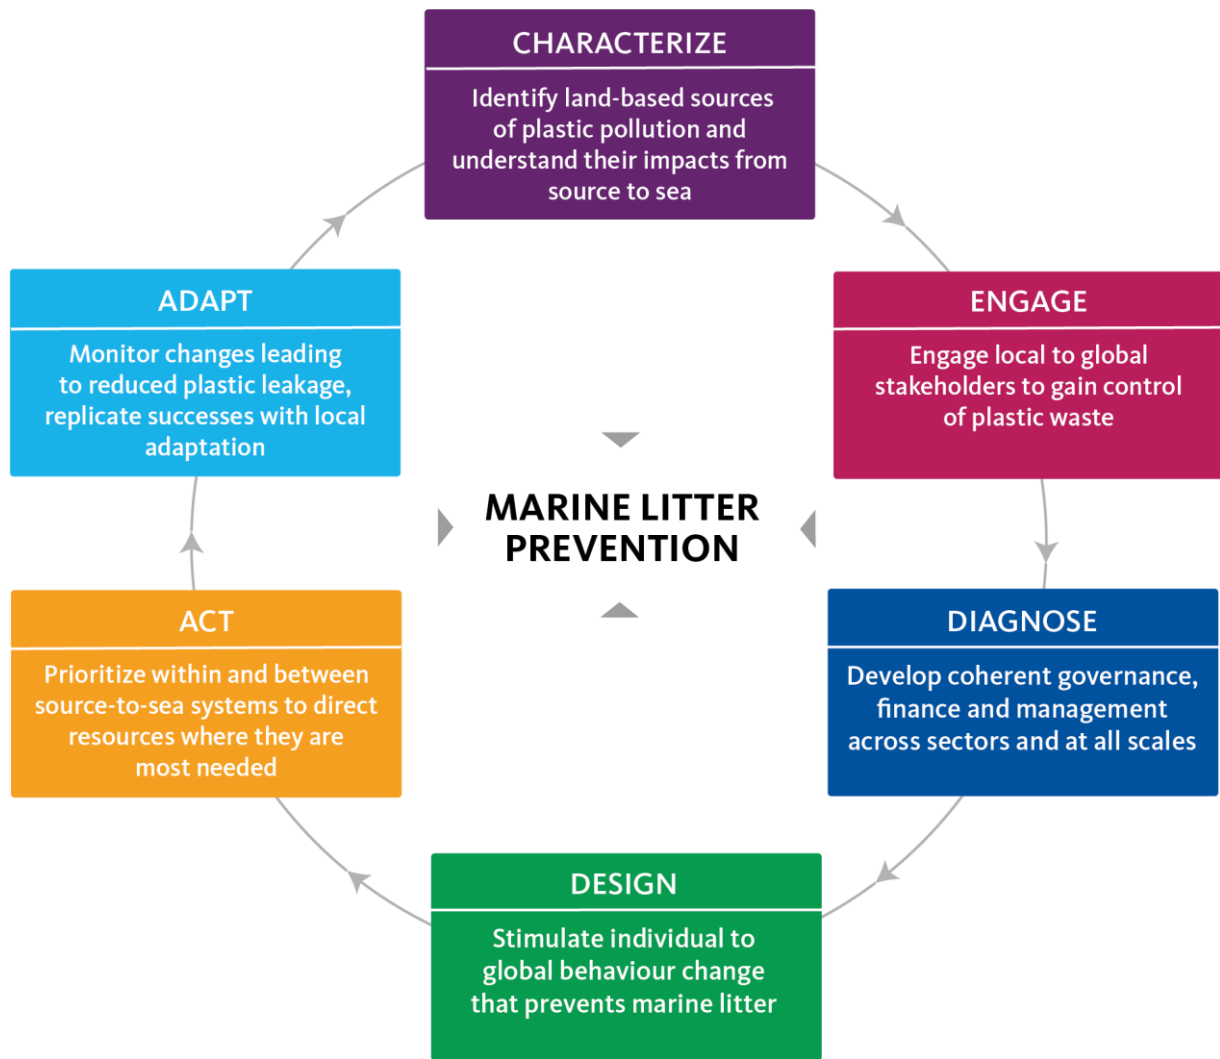 CHARACTERIZE
Identify land-based sources
of plastic pollution and
understand their impacts from
source to sea
ENGAGE
Engage local to global
stakeholders to gain control
of plastic waste
DIAGNOSE
Develop coherent governance,
finance and management
across sectors and at all scales
DESIGN
Stimulate individual to
global behaviour change
that prevents marine litter
ACT
Prioritize within and between
source-to-sea systems to direct
resources where they are
most needed
ADAPT
Monitor changes leading
to reduced plastic leakage,
replicate successes with local
adaptation
MARINE LITTER
PREVENTION